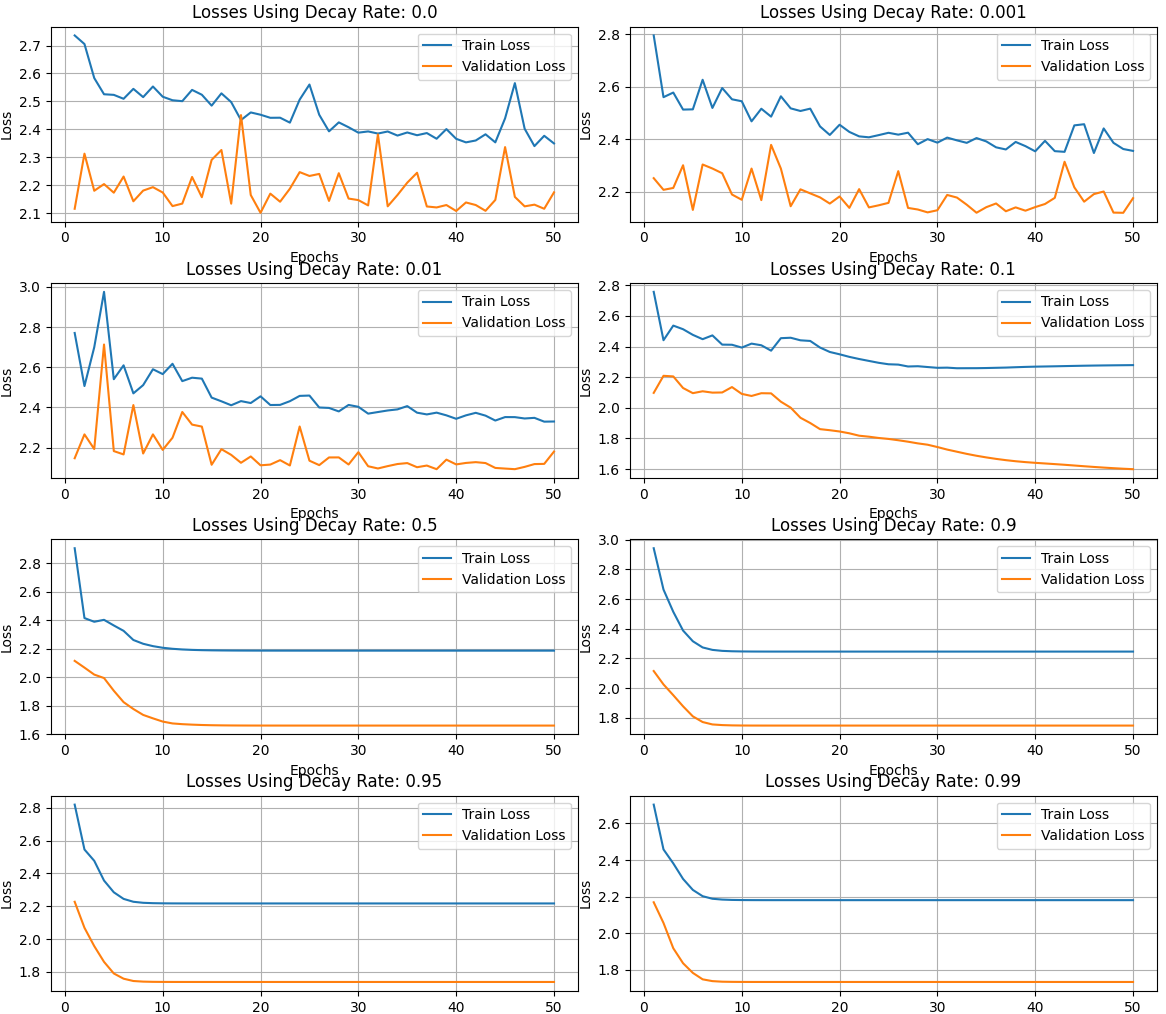 Losses Using Decay Rate: 0.0
Train Loss
Validation Loss
2.7
2.6
2.5
2.4
2.3
2.2
2.1
Loss
0 10 20 30 40 50
Epochs
Losses Using Decay Rate: 0.001
Train Loss
Validation Loss
2.8
2.6
2.4
2.2
Loss
0 10 20 30 40 50
Epochs
Losses Using Decay Rate: 0.01
Train Loss
Validation Loss
3.0
2.8
2.6
2.4
2.2
Loss
0 10 20 30 40 50
Epochs
Losses Using Decay Rate: 0.1
Train Loss
Validation Loss
2.8
2.6
2.4
2.2
2.0
1.8
1.6
Loss
0 10 20 30 40 50
Epochs
Losses Using Decay Rate: 0.5
Train Loss
Validation Loss
2.8
2.6
2.4
2.2
2.0
1.8
1.6
Loss
0 10 20 30 40 50
Epochs
Losses Using Decay Rate: 0.9
Train Loss
Validation Loss
3.0
2.8
2.6
2.4
2.2
2.0
1.8
Loss
0 10 20 30 40 50
Epochs
Losses Using Decay Rate: 0.95
Train Loss
Validation Loss
2.8
2.6
2.4
2.2
2.0
1.8
Loss
0 10 20 30 40 50
Losses Using Decay Rate: 0.99
Train Loss
Validation Loss
2.6
2.4
2.2
2.0
1.8
Loss
0 10 20 30 40 50